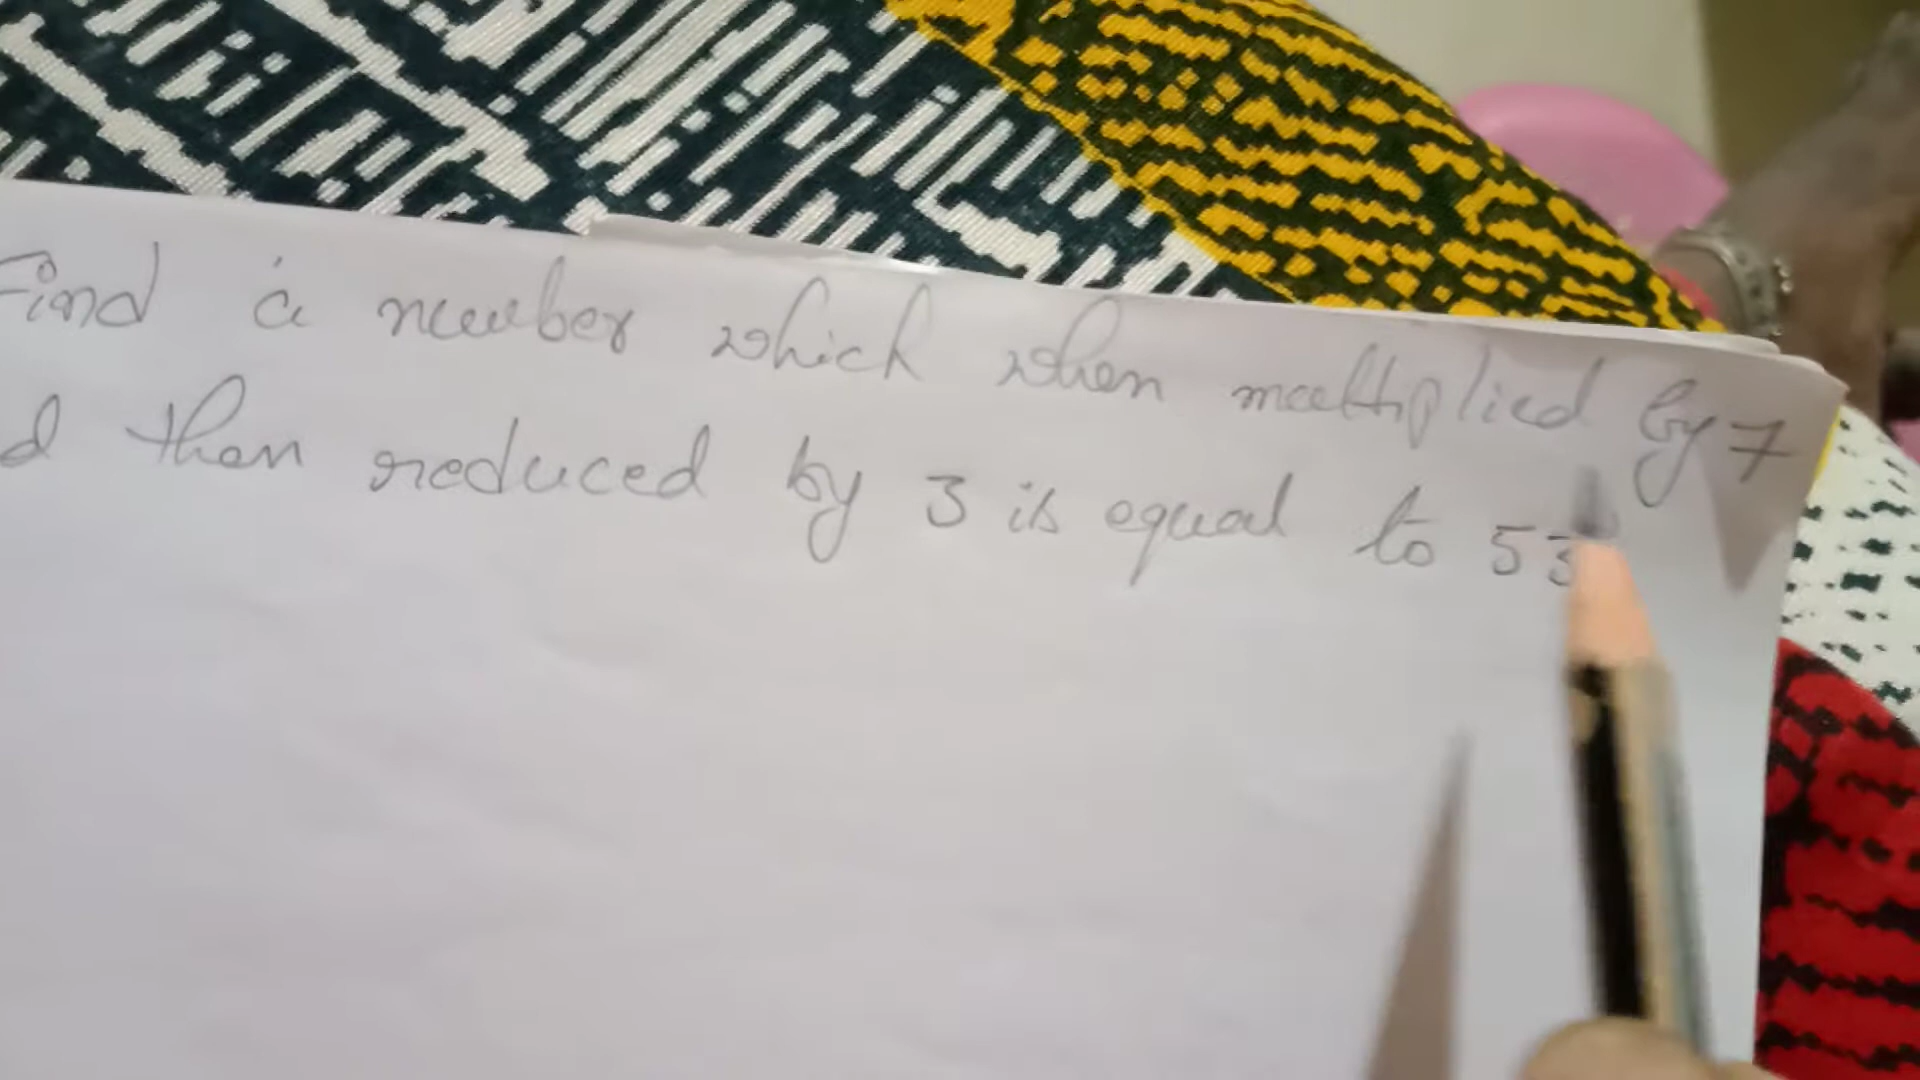 Find a number which when multiplied by 7
d then reduced by 3 is equal to 53